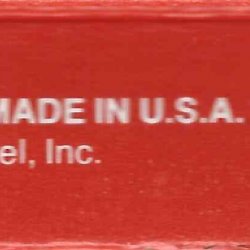 MADE IN U.S.A.
el, Inc.